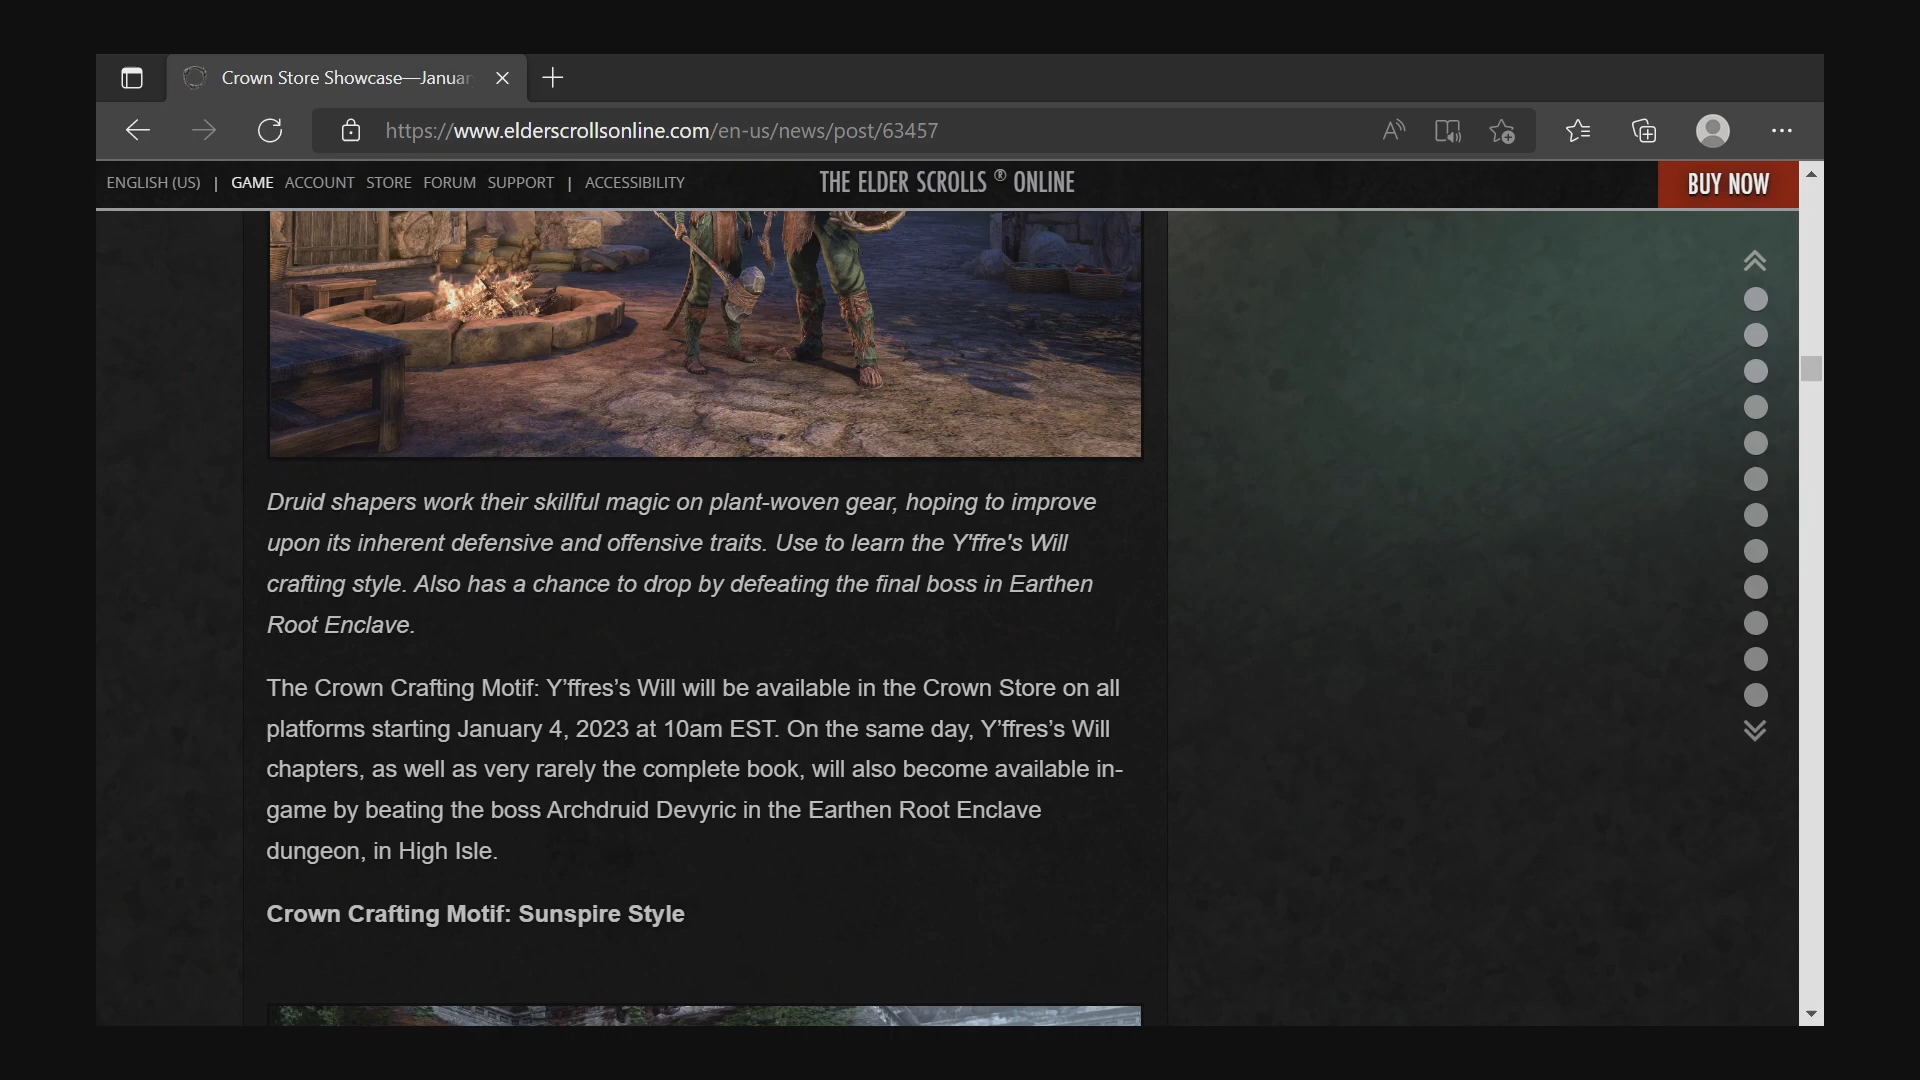 Crown Store Showcase—Januar
https://www.elderscrollsonline.com/en-us/news/post/63457
ENGLISH (US) | GAME ACCOUNT STORE FORUM SUPPORT | ACCESSIBILITY
THE ELDER SCROLLS ® ONLINE
BUY NOW
Druid shapers work their skillful magic on plant-woven gear, hoping to improve
upon its inherent defensive and offensive traits. Use to learn the Y'ffre's Will
crafting style. Also has a chance to drop by defeating the final boss in Earthen
Root Enclave.
The Crown Crafting Motif: Y’ffres’s Will will be available in the Crown Store on all
platforms starting January 4, 2023 at 10am EST. On the same day, Y’ffres’s Will
chapters, as well as very rarely the complete book, will also become available in-
game by beating the boss Archdruid Devyric in the Earthen Root Enclave
dungeon, in High Isle.
Crown Crafting Motif: Sunspire Style